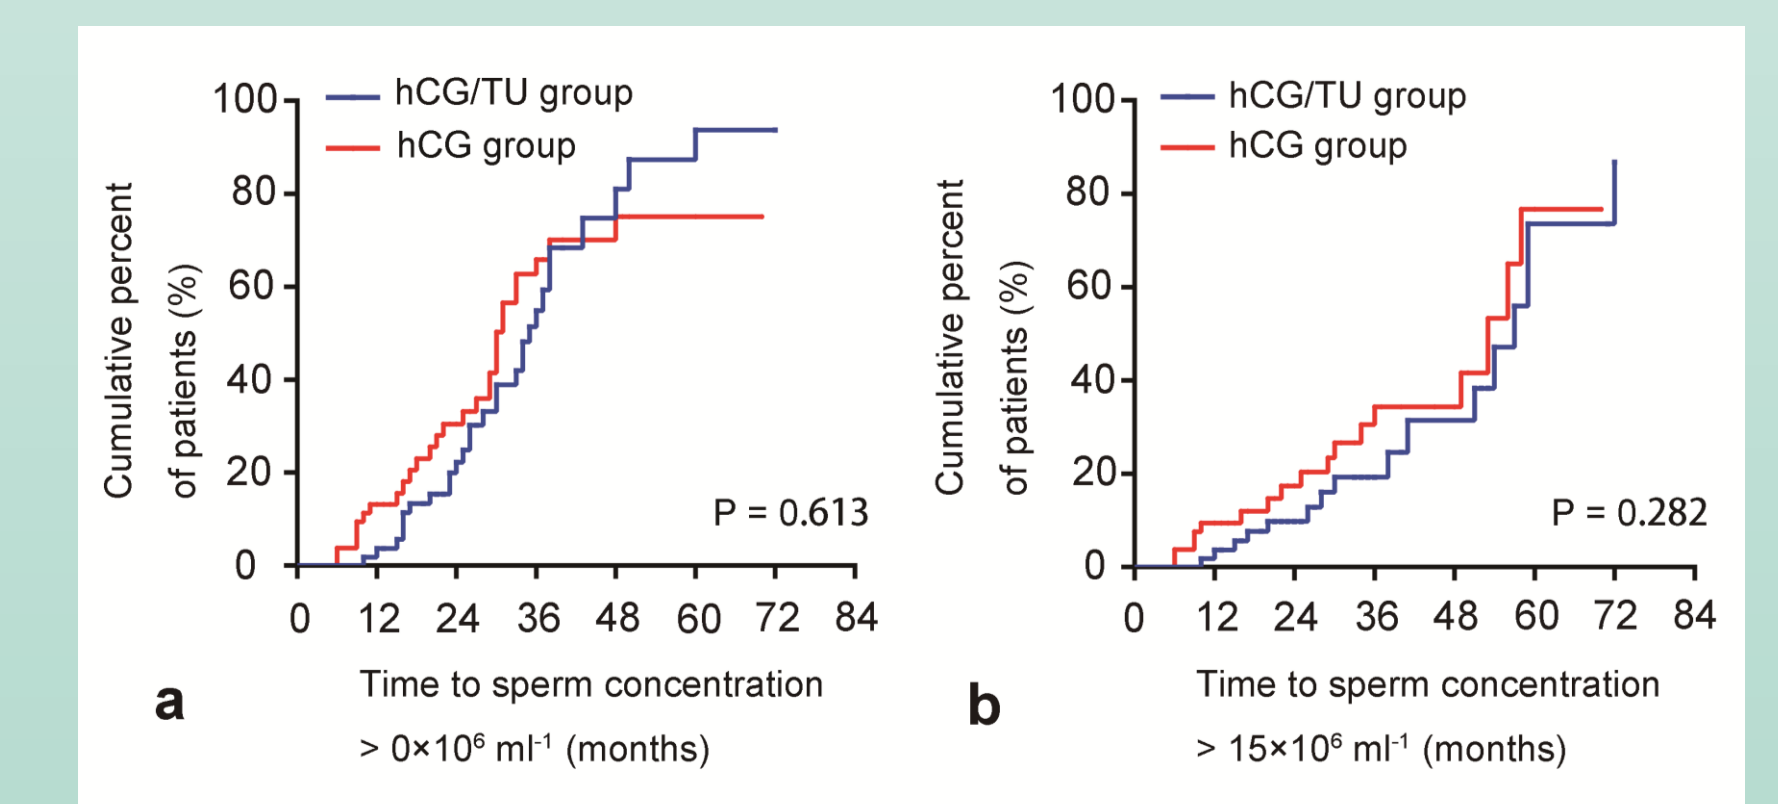 hCG/TU group
hCG group
100
80
60
40
20
0
Cumulative percent
of patients (%)
P = 0.613
0 12 24 36 48 60 72 84
Time to sperm concentration
> 0×10⁶ ml⁻¹ (months)
a
hCG/TU group
hCG group
100
80
60
40
20
0
Cumulative percent
of patients (%)
P = 0.282
0 12 24 36 48 60 72 84
Time to sperm concentration
> 15×10⁶ ml⁻¹ (months)
b